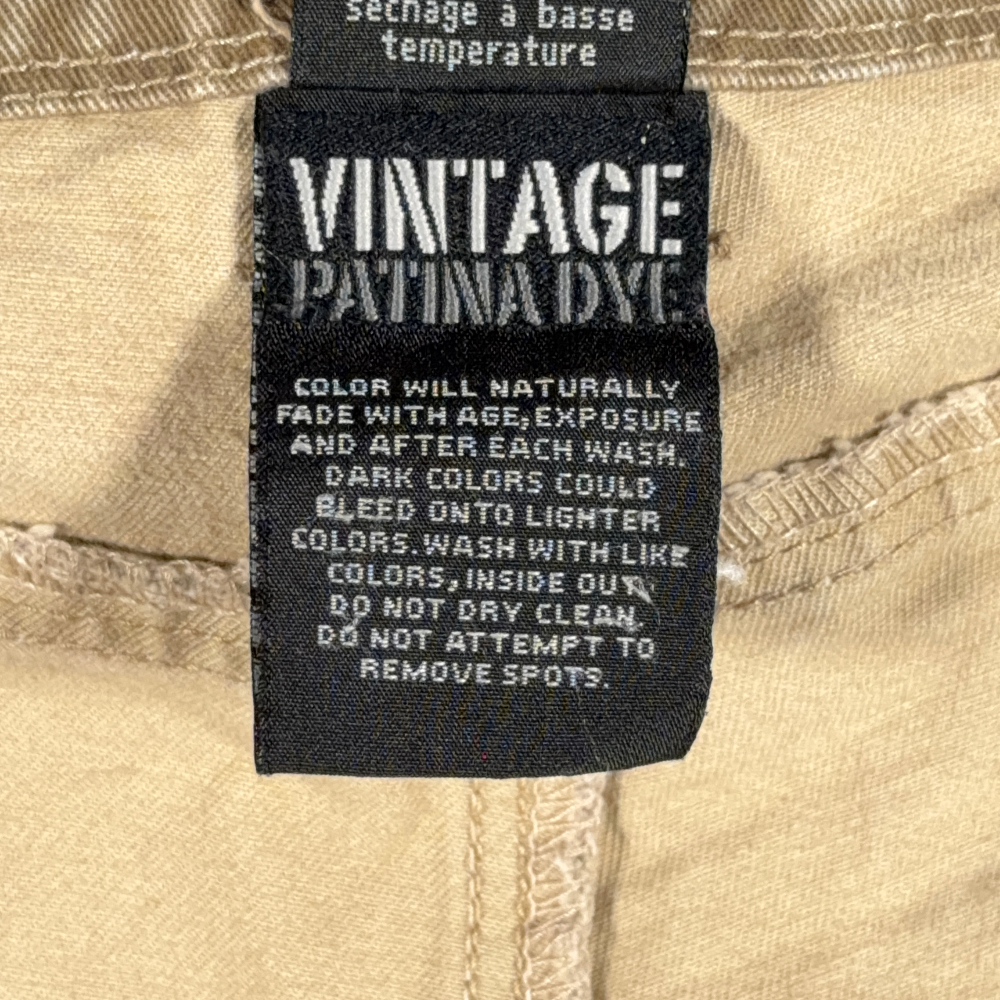 sechage à basse
temperature
VINTAGE
PATINA DYE
COLOR WILL NATURALLY
FADE WITH AGE, EXPOSURE
AND AFTER EACH WASH.
DARK COLORS COULD
BLEED ONTO LIGHTER
COLORS. WASH WITH LIKE
COLORS, INSIDE OUT
DO NOT DRY CLEAN.
DO NOT ATTEMPT TO
REMOVE SPOTS.